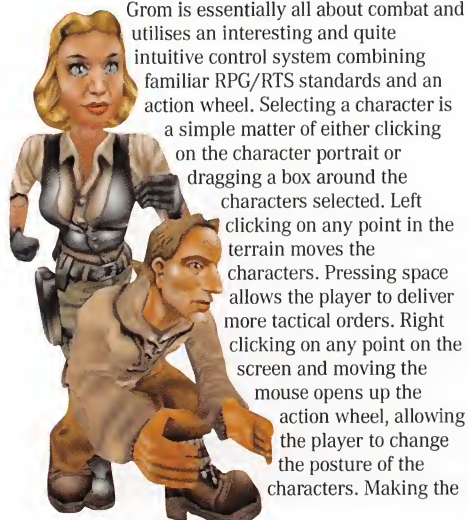 Grom is essentially all about combat and
utilises an interesting and quite
intuitive control system combining
familiar RPG/RTS standards and an
action wheel. Selecting a character is
a simple matter of either clicking
on the character portrait or
dragging a box around the
characters selected. Left
clicking on any point in the
terrain moves the
characters. Pressing space
allows the player to deliver
more tactical orders. Right
clicking on any point on the
screen and moving the
mouse opens up the
action wheel, allowing
the player to change
the posture of the
characters. Making the